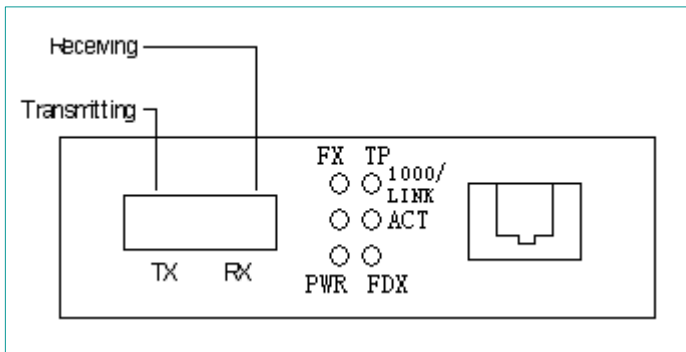 Receiving
Transmitting
FX TP
1000/
LINK
ACT
TX RX
PWR FDX